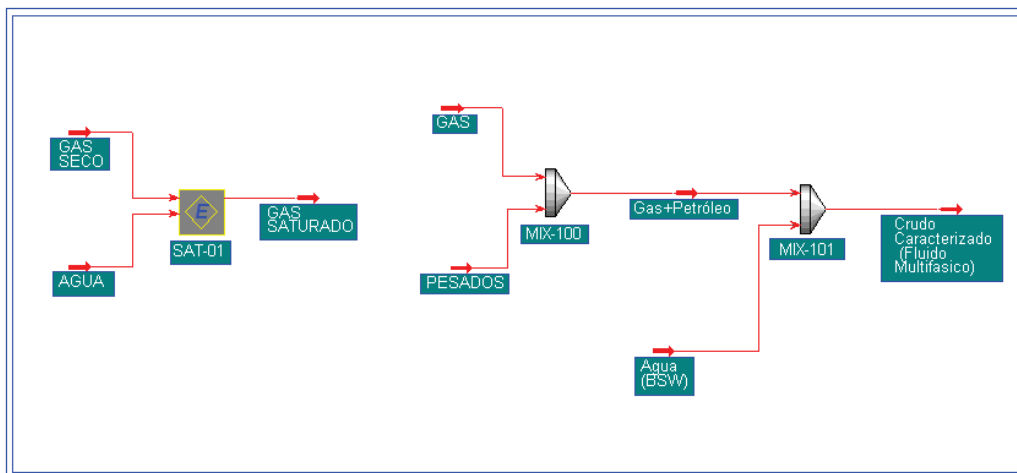 GAS
SECO
AGUA
E
SAT-01
GAS
SATURADO
GAS
PESADOS
MIX-100
Gas+Petróleo
Agua
(BSW)
MIX-101
Crudo
Caracterizado
(Fluido
Multifasico)